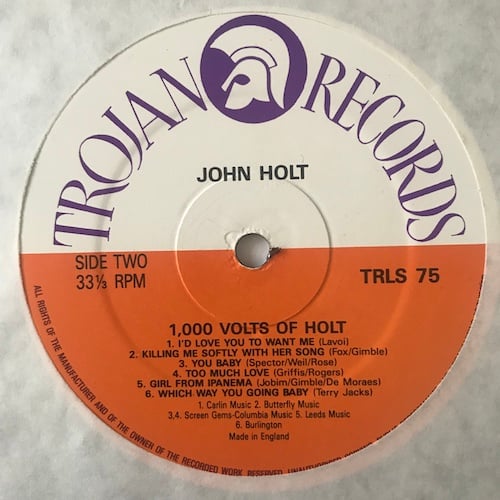 TROJAN RECORDS
JOHN HOLT
SIDE TWO
33⅓ RPM
TRLS 75
1,000 VOLTS OF HOLT
1. I'D LOVE YOU TO WANT ME (Lavoi)
2. KILLING ME SOFTLY WITH HER SONG (Fox/Gimble)
3. YOU BABY (Spector/Weil/Rose)
4. TOO MUCH LOVE (Griffis/Rogers)
5. GIRL FROM IPANEMA (Jobim/Gimble/De Moraes)
6. WHICH WAY YOU GOING BABY (Terry Jacks)
1. Carlin Music 2. Butterfly Music
3,4. Screen Gems-Columbia Music 5. Leeds Music
6. Burlington
Made in England
ALL RIGHTS OF THE MANUFACTURER AND OF THE OWNER OF THE RECORDED WORK RESERVED. UNAUTHORISED